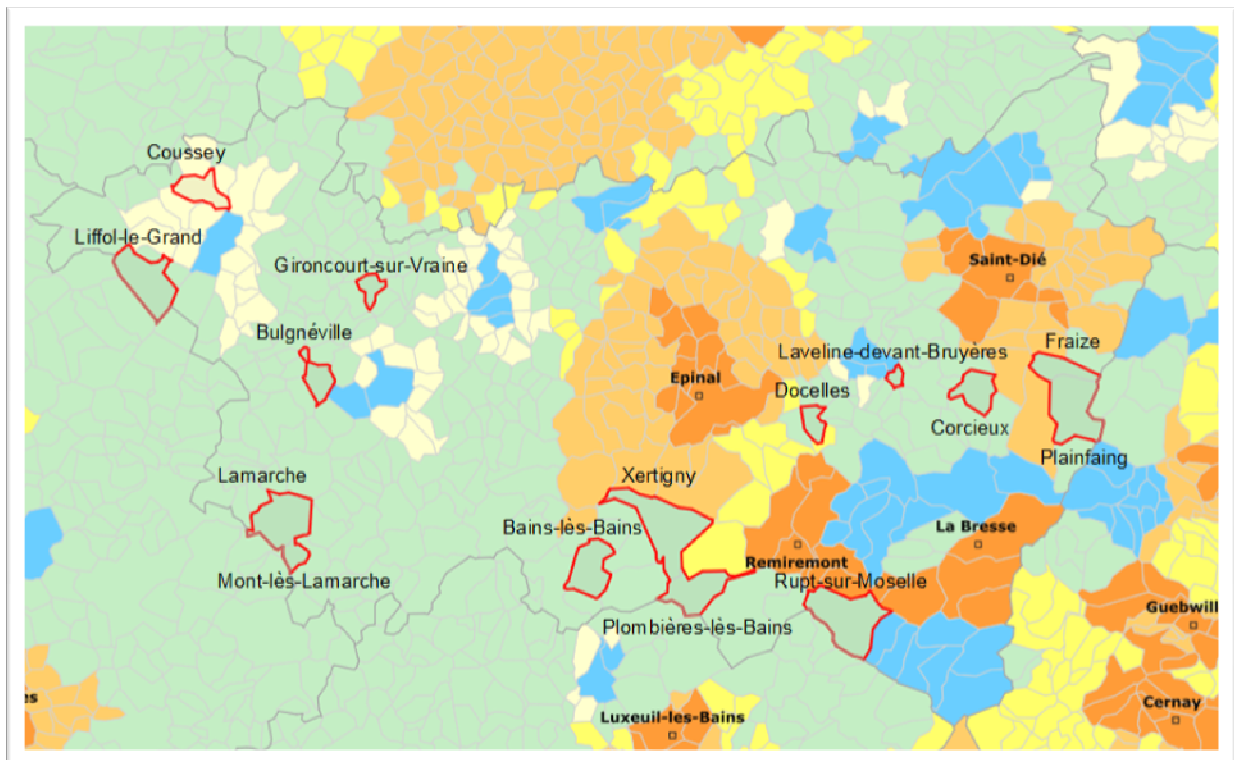 Coussey
Liffol-le-Grand
Gironcourt-sur-Vraine
Saint-Dié
Bulgnéville
Laveline-devant-Bruyères
Fraize
Epinal
Docelles
Corcieux
Plainfaing
Lamarche
Xertigny
Bains-lès-Bains
La Bresse
Remiremont
Mont-lès-Lamarche
Rupt-sur-Moselle
Guebwill
Plombières-lès-Bains
es
Cernay
Luxeuil-les-Bains